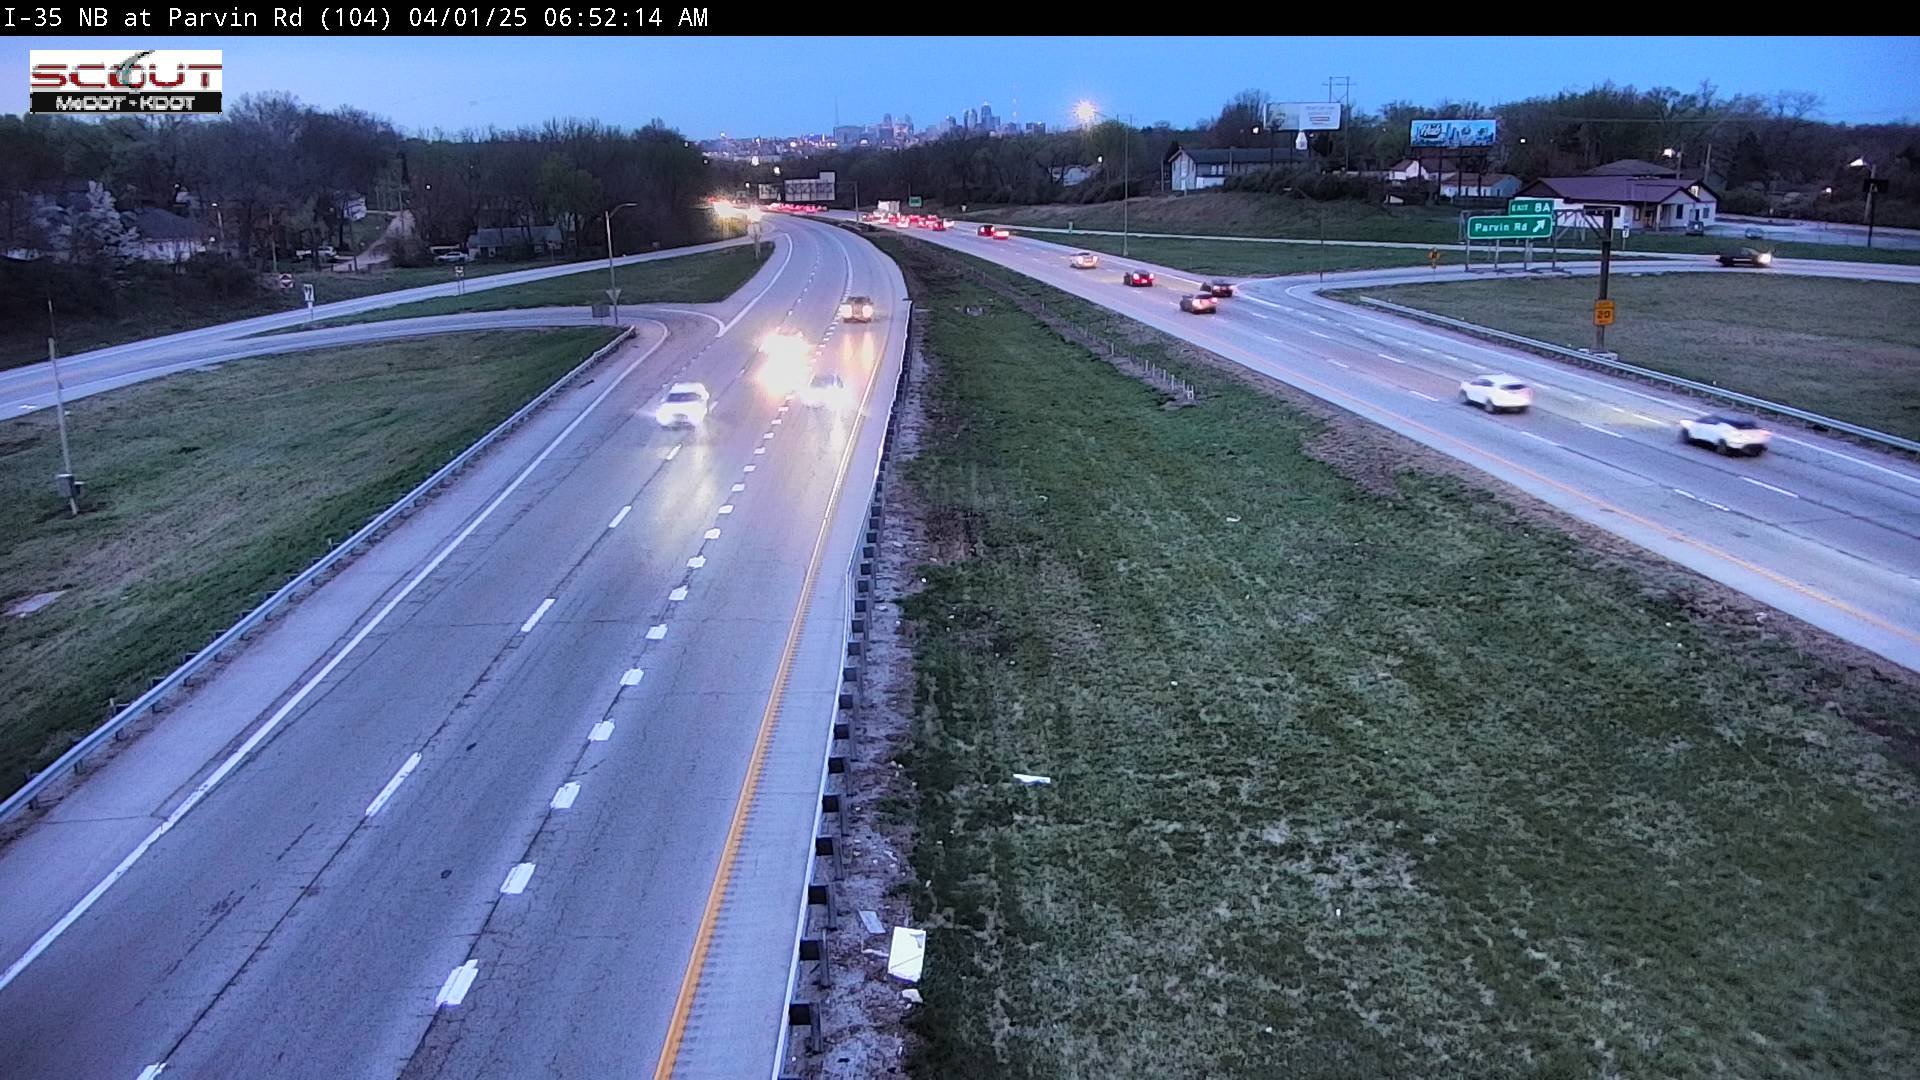 I-35 NB at Parvin Rd (104) 04/01/25 06:52:14 AM
SCOUT
MoDOT - KDOT
EXIT 8A
Parvin Rd
20